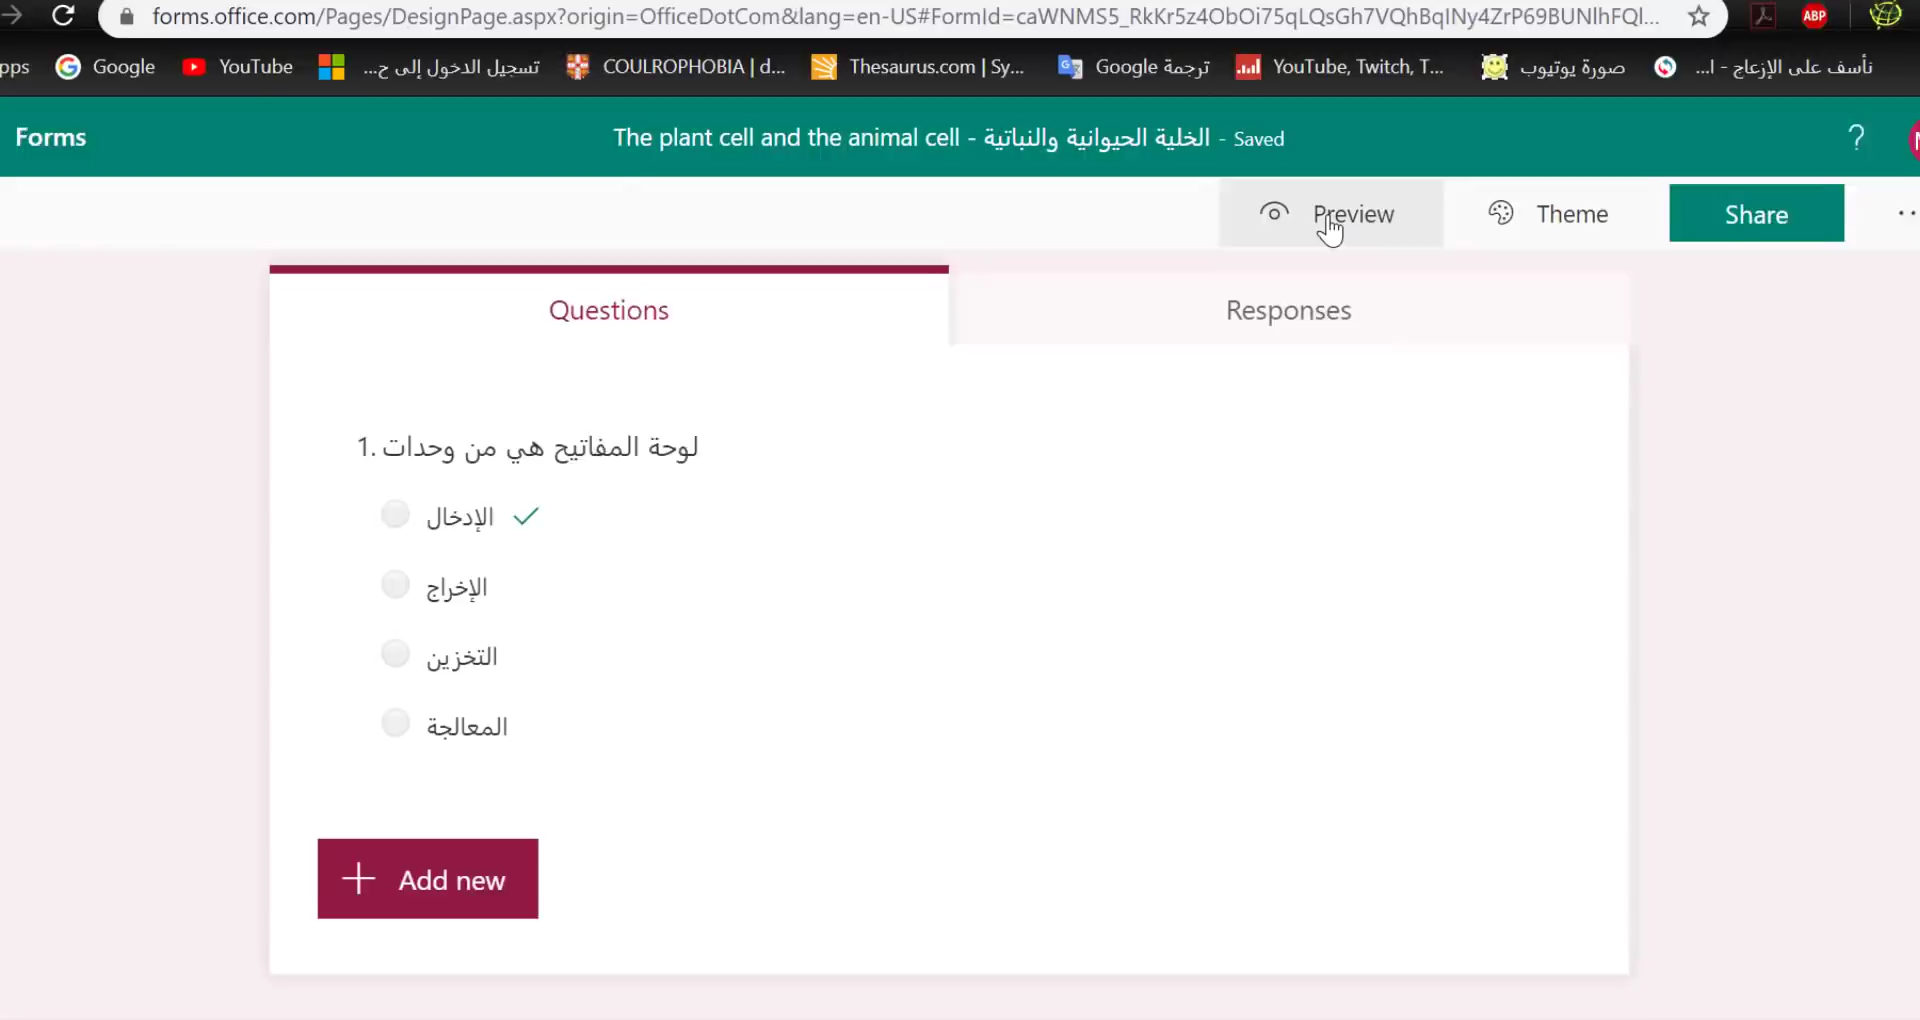 forms.office.com/Pages/DesignPage.aspx?origin=OfficeDotCom&lang=en-US#FormId=caWNMS5_RkKr5z4ObOi75qLQsGh7VQhBqINy4ZrP69BUNlhFQl...
ABP
pps Google YouTube تسجيل الدخول إلى ح... COULROPHOBIA | d... Thesaurus.com | Sy... ترجمة Google YouTube, Twitch, T... صورة يوتيوب نأسف على الإزعاج - ا...
Forms The plant cell and the animal cell - الخلية الحيوانية والنباتية - Saved ?
Preview Theme Share
Questions Responses
1. لوحة المفاتيح هي من وحدات
الإدخال
الإخراج
التخزين
المعالجة
+ Add new